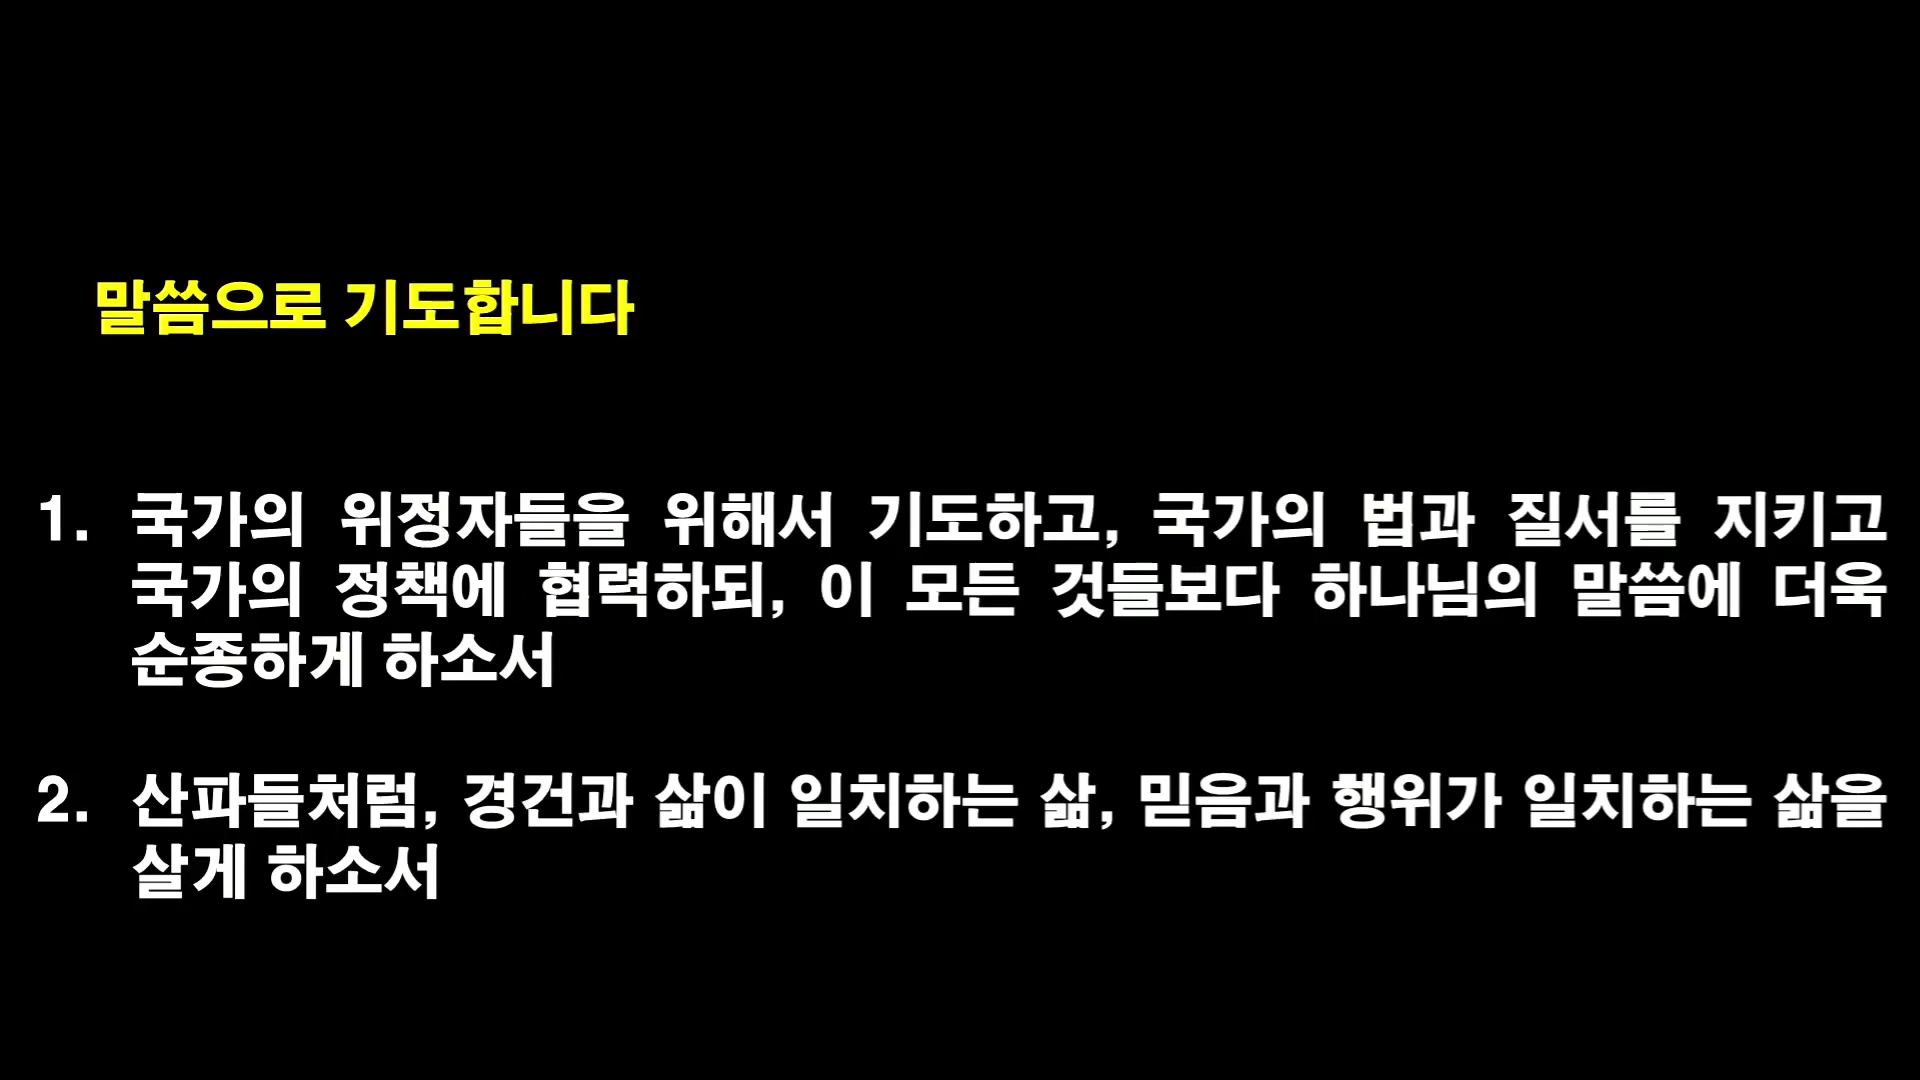 말씀으로 기도합니다
1. 국가의 위정자들을 위해서 기도하고, 국가의 법과 질서를 지키고
국가의 정책에 협력하되, 이 모든 것들보다 하나님의 말씀에 더욱
순종하게 하소서
2. 산파들처럼, 경건과 삶이 일치하는 삶, 믿음과 행위가 일치하는 삶을
살게 하소서